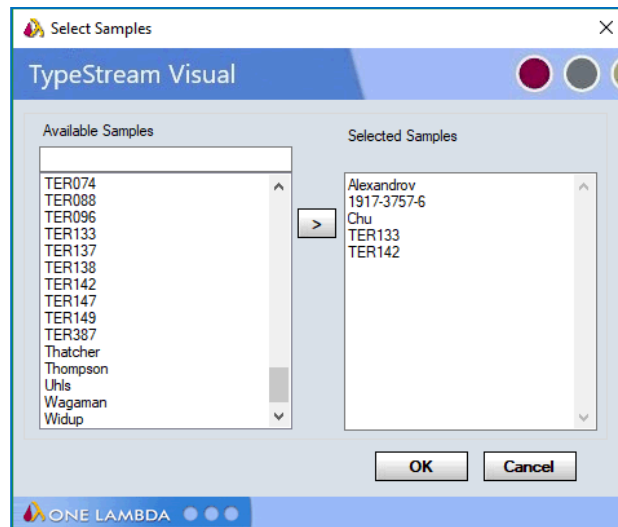 Select Samples
TypeStream Visual
Available Samples
TER074
TER088
TER096
TER133
TER137
TER138
TER142
TER147
TER149
TER387
Thatcher
Thompson
Uhls
Wagaman
Widup
>
Selected Samples
Alexandrov
1917-3757-6
Chu
TER133
TER142
OK
Cancel
ONE LAMBDA